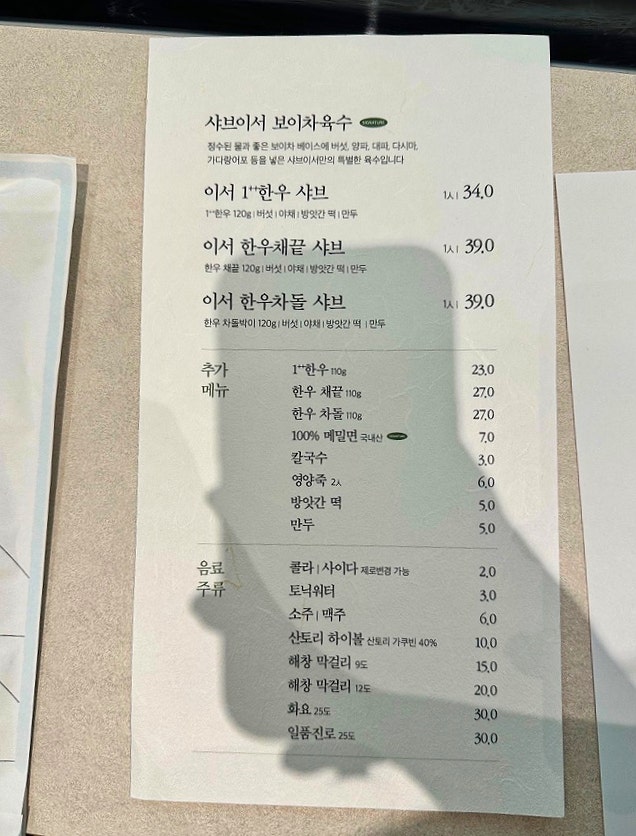 샤브이서 보이차육수 SIGNATURE
정수된 물과 좋은 보이차 베이스에 버섯, 양파, 대파, 다시마,
가다랑어포 등을 넣은 샤브이서만의 특별한 육수입니다
이서 1++한우 샤브 1人 | 34.0
1++한우 120g | 버섯 | 야채 | 방앗간 떡 | 만두
이서 한우채끝 샤브 1人 | 39.0
한우 채끝 120g | 버섯 | 야채 | 방앗간 떡 | 만두
이서 한우차돌 샤브 1人 | 39.0
한우 차돌박이 120g | 버섯 | 야채 | 방앗간 떡 | 만두
추가 메뉴
1++한우 110g 23.0
한우 채끝 110g 27.0
한우 차돌 110g 27.0
100% 메밀면 국내산 7.0
칼국수 3.0
영양죽 2人 6.0
방앗간 떡 5.0
만두 5.0
음료 주류
콜라 | 사이다 제로변경 가능 2.0
토닉워터 3.0
소주 | 맥주 6.0
산토리 하이볼 산토리 가쿠빈 40% 10.0
해창 막걸리 9도 15.0
해창 막걸리 12도 20.0
화요 25도 30.0
일품진로 25도 30.0